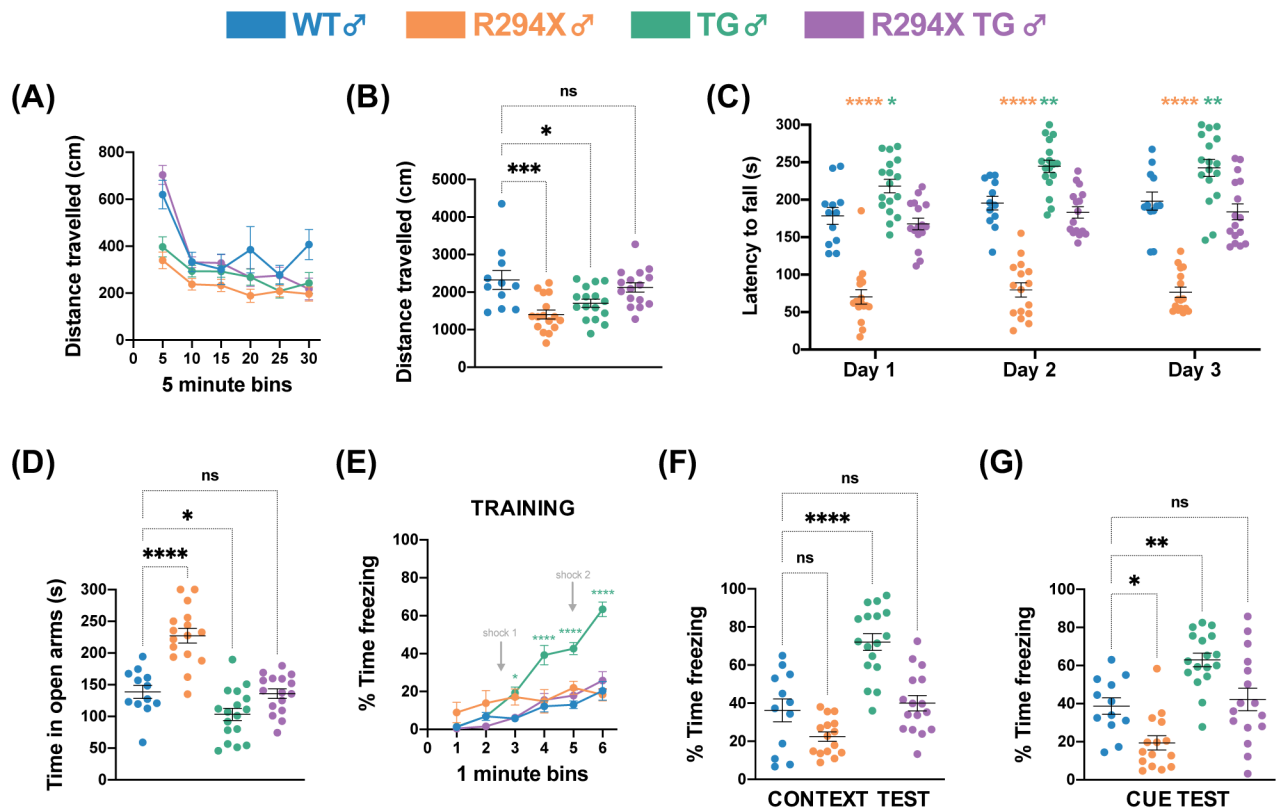 WT♂ R294X♂ TG♂ R294X TG ♂
(A)
Distance travelled (cm)
800
600
400
200
0
0 5 10 15 20 25 30
5 minute bins
(B)
ns
*
***
Distance travelled (cm)
5000
4000
3000
2000
1000
0
(C)
**** * **** ** **** **
Latency to fall (s)
300
250
200
150
100
50
0
Day 1 Day 2 Day 3
(D)
ns
*
****
Time in open arms (s)
300
250
200
150
100
50
0
(E)
TRAINING
% Time freezing
100
80
60
40
20
0
shock 1
shock 2
* **** **** ****
0 1 2 3 4 5 6
1 minute bins
(F)
ns
****
ns
% Time freezing
100
80
60
40
20
0
CONTEXT TEST
(G)
ns
**
*
% Time freezing
100
80
60
40
20
0
CUE TEST